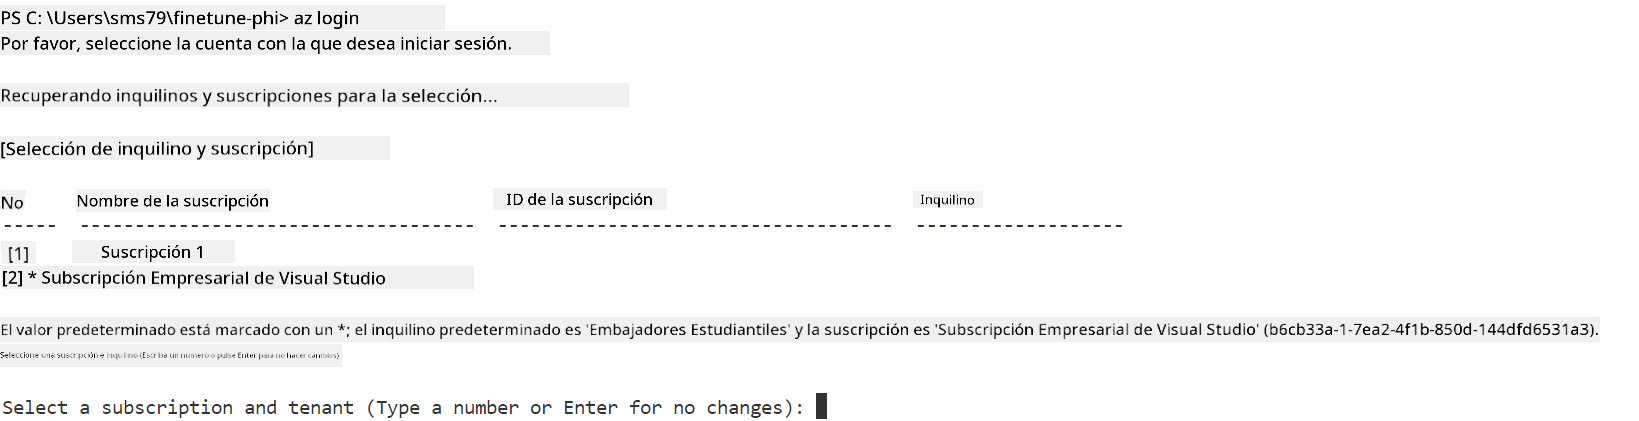 PS C: \Users\sms79\finetune-phi> az login
Por favor, seleccione la cuenta con la que desea iniciar sesión.
Recuperando inquilinos y suscripciones para la selección...
[Selección de inquilino y suscripción]
No Nombre de la suscripción ID de la suscripción Inquilino
----- ------------------------------------ ------------------------------------ -------------------
[1] Suscripción 1
[2] * Subscripción Empresarial de Visual Studio
El valor predeterminado está marcado con un *; el inquilino predeterminado es 'Embajadores Estudiantiles' y la suscripción es 'Subscripción Empresarial de Visual Studio' (b6cb33a-1-7ea2-4f1b-850d-144dfd6531a3).
Seleccione una suscripción e inquilino (Escriba un número o pulse Enter para no hacer cambios)
Select a subscription and tenant (Type a number or Enter for no changes):